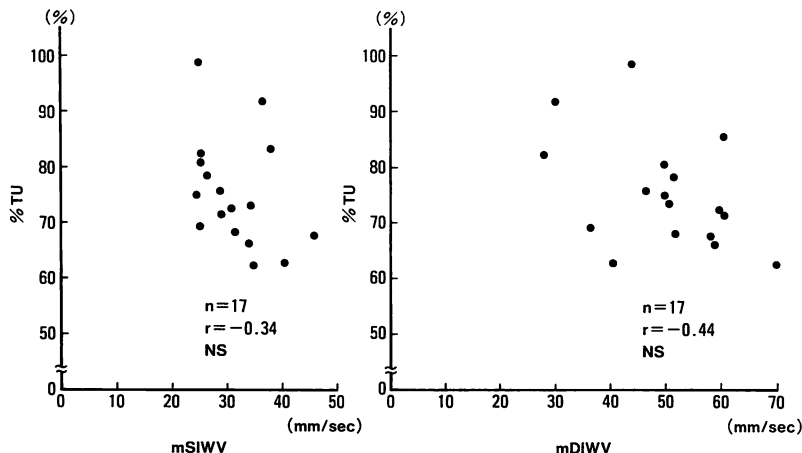 (%)
100
90
80
70
60
50
0
% TU
0 10 20 30 40 50
(mm/sec)
mSIWV
n=17
r=−0.34
NS
(%)
100
90
80
70
60
50
0
% TU
0 10 20 30 40 50 60 70
(mm/sec)
mDIWV
n=17
r=−0.44
NS